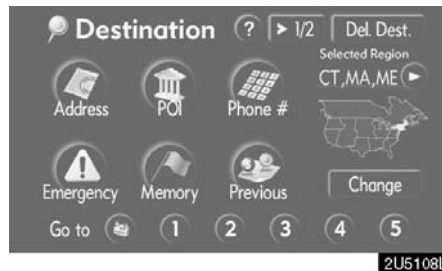 Destination ? > 1/2 Del. Dest.
Selected Region
CT,MA,ME
Address POI Phone #
Emergency Memory Previous
Change
Go to 1 2 3 4 5
2U5108